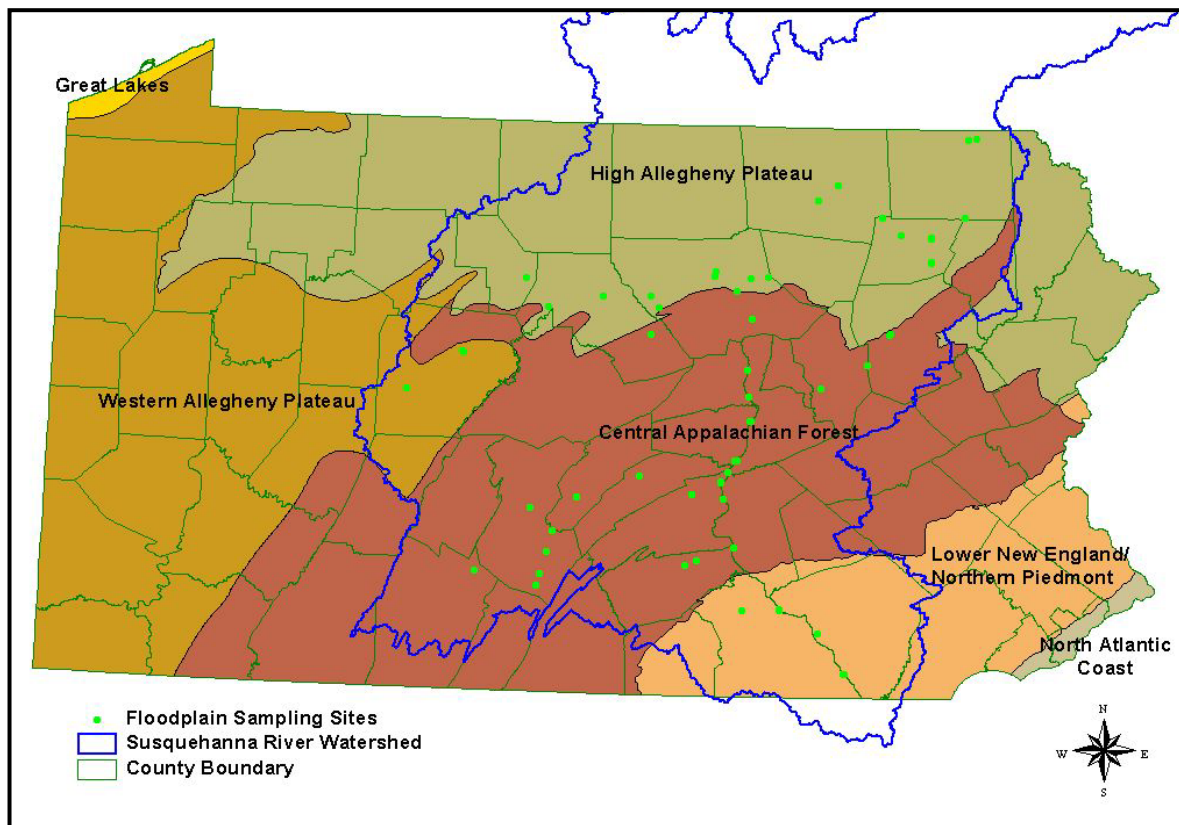 Great Lakes
High Allegheny Plateau
Western Allegheny Plateau
Central Appalachian Forest
Lower New England/
Northern Piedmont
North Atlantic
Coast
Floodplain Sampling Sites
Susquehanna River Watershed
County Boundary
N
W E
S